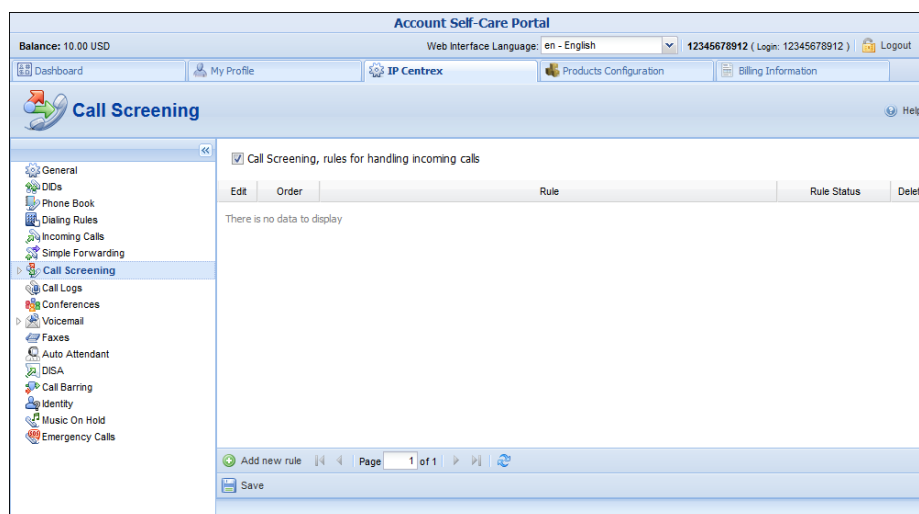 Account Self-Care Portal
Balance: 10.00 USD Web Interface Language: en - English 12345678912 ( Login: 12345678912 ) Logout
Dashboard My Profile IP Centrex Products Configuration Billing Information
Call Screening Help
Call Screening, rules for handling incoming calls
Edit Order Rule Rule Status Delet
There is no data to display
General
DIDs
Phone Book
Dialing Rules
Incoming Calls
Simple Forwarding
Call Screening
Call Logs
Conferences
Voicemail
Faxes
Auto Attendant
DISA
Call Barring
Identity
Music On Hold
Emergency Calls
Add new rule Page 1 of 1
Save